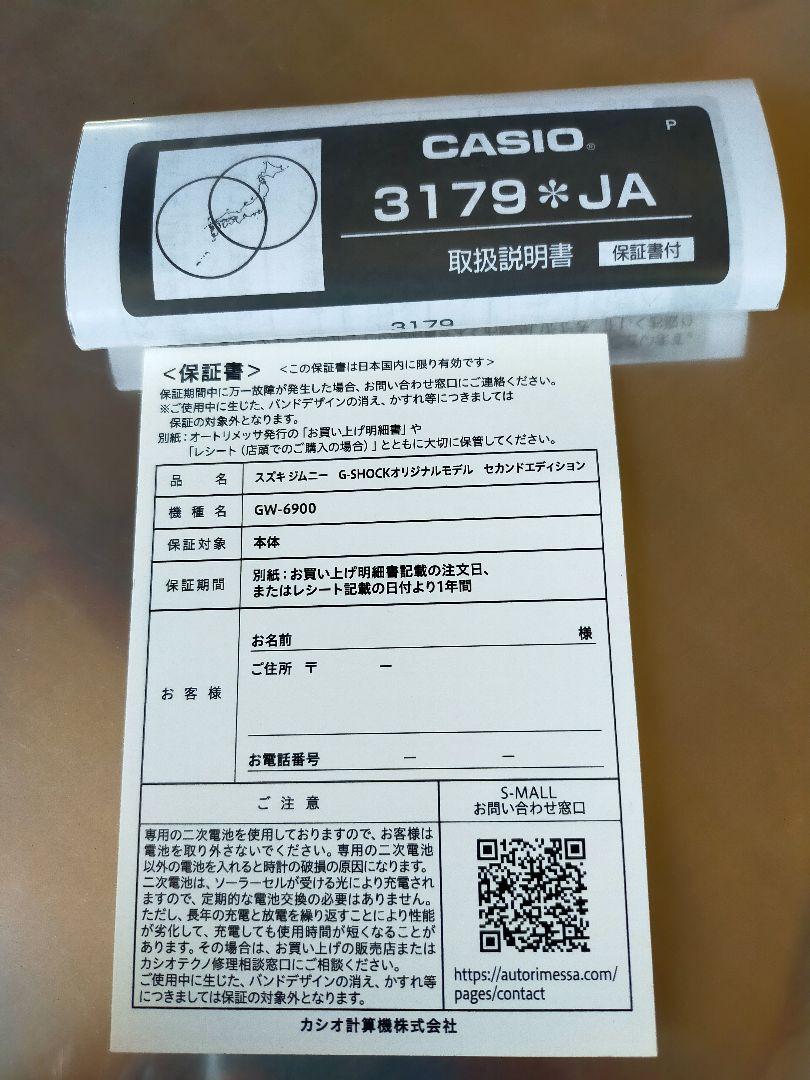 P
CASIO®
3179＊JA
取扱説明書 保証書付
3179
＜保証書＞ ＜この保証書は日本国内に限り有効です＞
保証期間中に万一故障が発生した場合、お問い合わせ窓口にご連絡ください。
※ご使用中に生じた、バンドデザインの消え、かすれ等につきましては
保証の対象外となります。
別紙：オートリメッサ発行の「お買い上げ明細書」や
「レシート（店頭でのご購入の場合）」とともに大切に保管してください。
品名 スズキ ジムニー G-SHOCKオリジナルモデル セカンドエディション
機種名 GW-6900
保証対象 本体
保証期間 別紙：お買い上げ明細書記載の注文日、
またはレシート記載の日付より1年間
お客様
お名前 様
ご住所 〒 ー
お電話番号 ー ー
ご注意
専用の二次電池を使用しておりますので、お客様は
電池を取り外さないでください。専用の二次電池
以外の電池を入れると時計の破損の原因になります。
二次電池は、ソーラーセルが受ける光により充電され
ますので、定期的な電池交換の必要はありません。
ただし、長年の充電と放電を繰り返すことにより性能
が劣化して、充電しても使用時間が短くなることが
あります。その場合は、お買い上げの販売店または
カシオテクノ修理相談窓口にご相談ください。
ご使用中に生じた、バンドデザインの消え、かすれ等
につきましては保証の対象外となります。
S-MALL
お問い合わせ窓口
https://autorimessa.com/
pages/contact
カシオ計算機株式会社